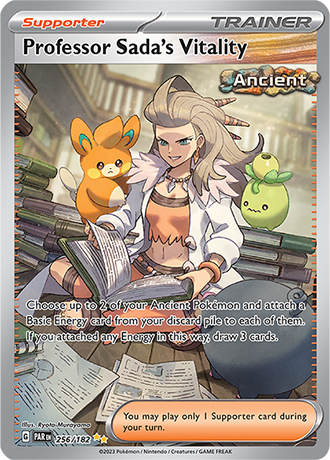 Supporter
TRAINER
Professor Sada's Vitality
Ancient
Choose up to 2 of your Ancient Pokémon and attach a
Basic Energy card from your discard pile to each of them.
If you attached any Energy in this way, draw 3 cards.
Illus. Ryota Murayama
You may play only 1 Supporter card during
your turn.
G PAR EN 256/182
©2023 Pokémon / Nintendo / Creatures / GAME FREAK